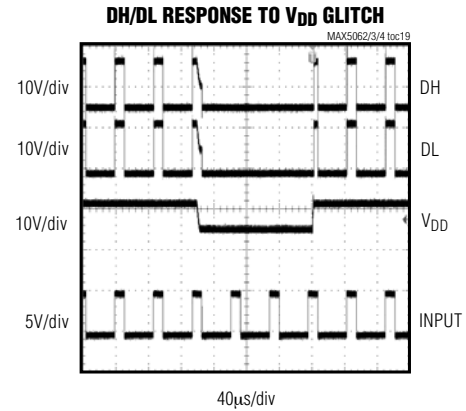 DH/DL RESPONSE TO VDD GLITCH
MAX5062/3/4 toc19
10V/div
DH
10V/div
DL
10V/div
VDD
5V/div
INPUT
40μs/div